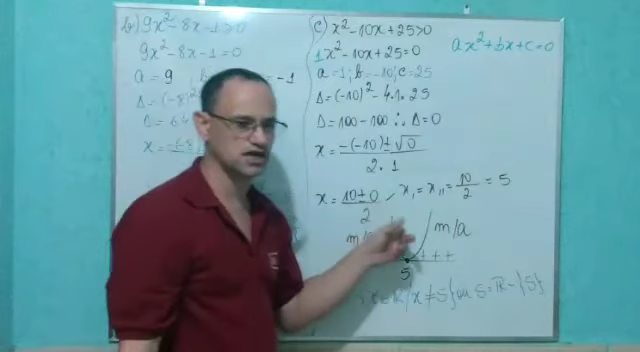 b) 9x² - 8x - 1 > 0
9x² - 8x - 1 = 0
a = 9 ; b = -1
Δ = (-8)²
x =
c) x² - 10x + 25 > 0
1x² - 10x + 25 = 0
a = 1 ; b = -10 ; c = 25
Δ = (-10)² - 4.1.25
Δ = 100 - 100 ∴ Δ = 0
x = -(-10) ± √0 / 2.1
x = 10 ± 0 / 2 / x, = x,, = 10/2 = 5
m/a
+ + +
5
x ∈ ℝ / x ≠ 5} ou S = ℝ - {5}
ax² + bx + c = 0